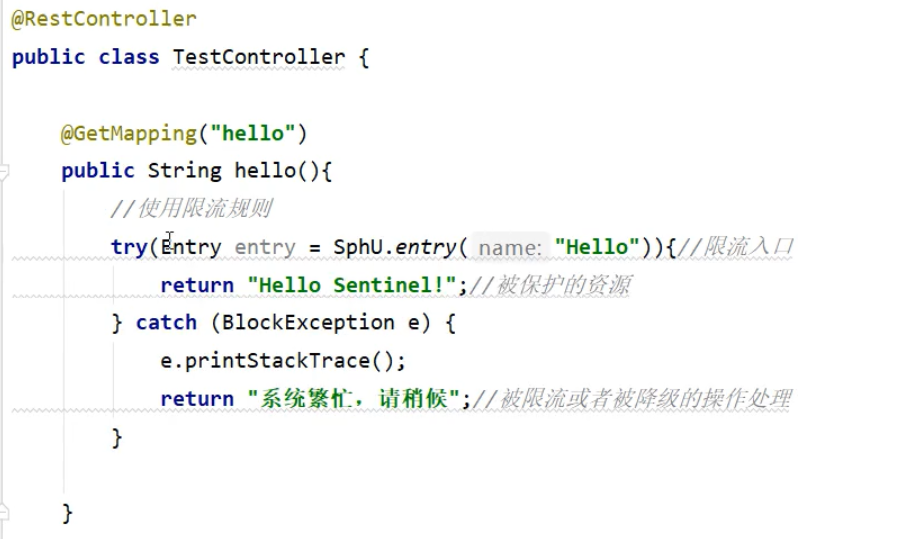 @RestController
public class TestController {
@GetMapping("hello")
public String hello(){
//使用限流规则
try(Entry entry = SphU.entry( name: "Hello")){//限流入口
return "Hello Sentinel!";//被保护的资源
} catch (BlockException e) {
e.printStackTrace();
return "系统繁忙，请稍候";//被限流或者被降级的操作处理
}
}